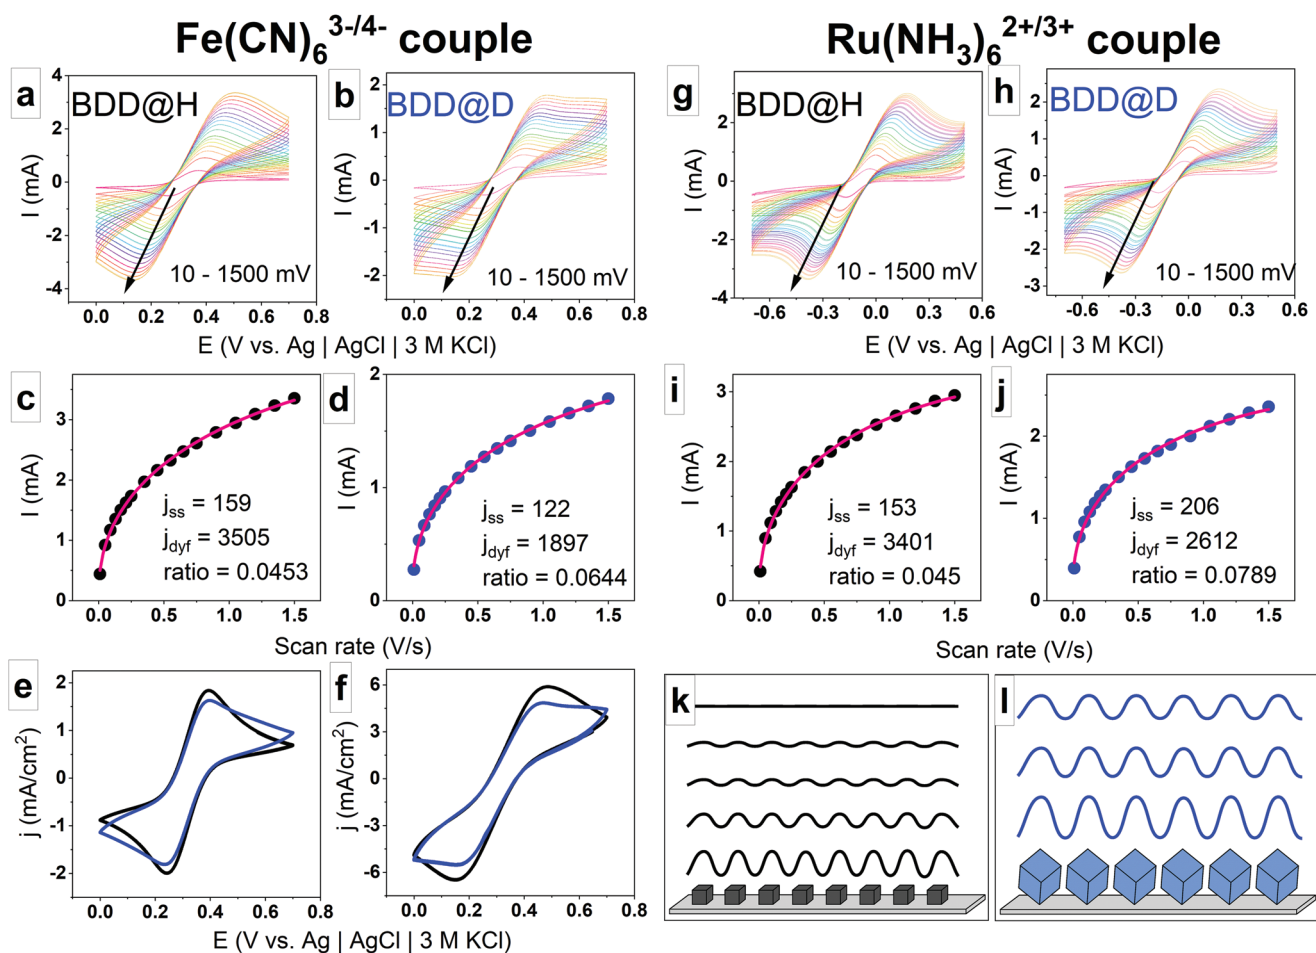 Fe(CN)₆³⁻/⁴⁻ couple
Ru(NH₃)₆²⁺/³⁺ couple
a
BDD@H
I (mA)
4
2
0
-2
-4
0.0 0.2 0.4 0.6 0.8
10 - 1500 mV
b
BDD@D
I (mA)
2
1
0
-1
-2
0.0 0.2 0.4 0.6 0.8
10 - 1500 mV
E (V vs. Ag | AgCl | 3 M KCl)
g
BDD@H
I (mA)
4
3
2
1
0
-1
-2
-3
-4
-0.6 -0.3 0.0 0.3 0.6
10 - 1500 mV
h
BDD@D
I (mA)
3
2
1
0
-1
-2
-3
-0.6 -0.3 0.0 0.3 0.6
10 - 1500 mV
E (V vs. Ag | AgCl | 3 M KCl)
c
I (mA)
3
2
1
0
0.0 0.5 1.0 1.5
jss = 159
jdyf = 3505
ratio = 0.0453
d
I (mA)
2
1
0
0.0 0.5 1.0 1.5
jss = 122
jdyf = 1897
ratio = 0.0644
Scan rate (V/s)
i
I (mA)
3
2
1
0
0.0 0.5 1.0 1.5
jss = 153
jdyf = 3401
ratio = 0.045
j
I (mA)
2
0
0.0 0.5 1.0 1.5
jss = 206
jdyf = 2612
ratio = 0.0789
Scan rate (V/s)
e
j (mA/cm²)
2
1
0
-1
-2
0.0 0.2 0.4 0.6 0.8
f
j (mA/cm²)
6
3
0
-3
-6
0.0 0.2 0.4 0.6 0.8
E (V vs. Ag | AgCl | 3 M KCl)
k
l